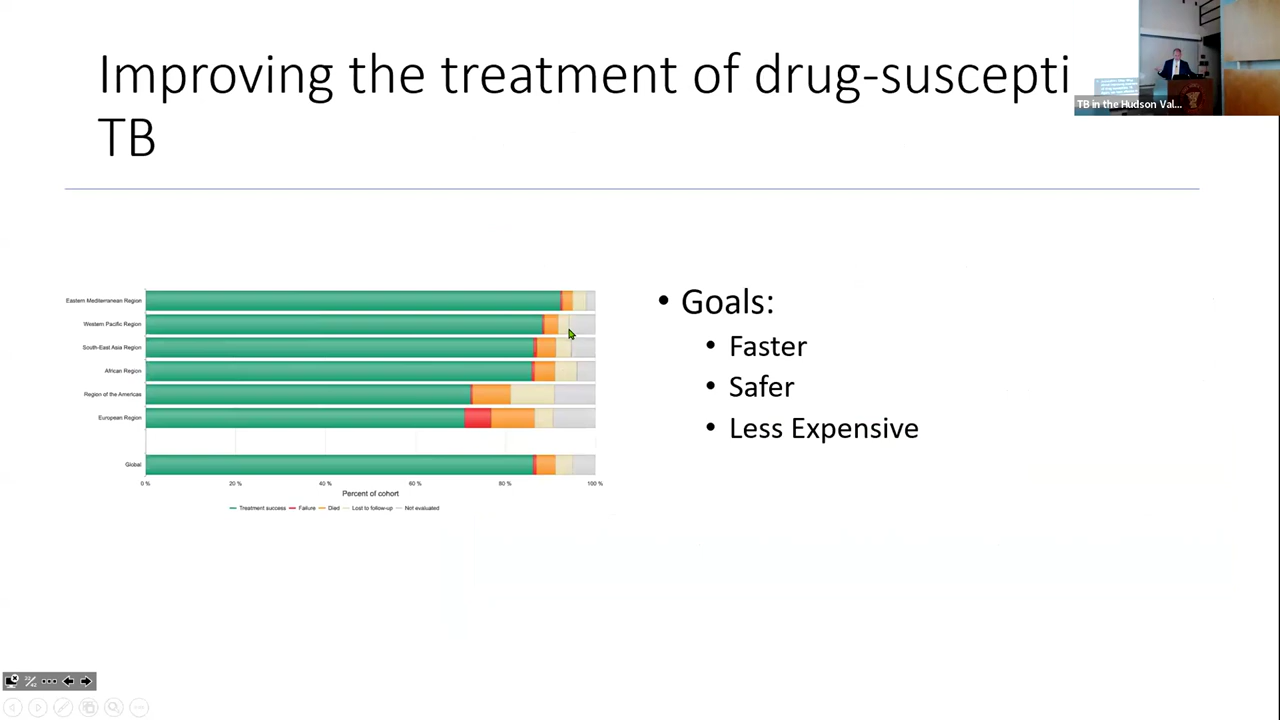 Improving the treatment of drug-suscepti
TB
TB in the Hudson Val...
Eastern Mediterranean Region
Western Pacific Region
South-East Asia Region
African Region
Region of the Americas
European Region
Global
0 % 20 % 40 % 60 % 80 % 100 %
Percent of cohort
Treatment success Failure Died Lost to follow-up Not evaluated
• Goals:
• Faster
• Safer
• Less Expensive